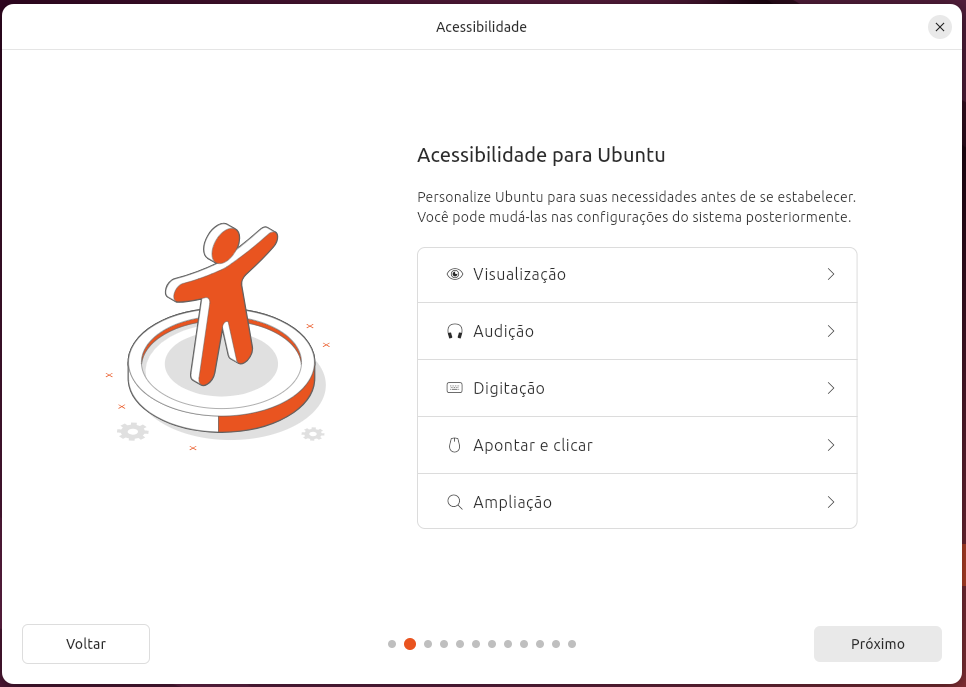 Acessibilidade
Acessibilidade para Ubuntu
Personalize Ubuntu para suas necessidades antes de se estabelecer.
Você pode mudá-las nas configurações do sistema posteriormente.
Visualização
Audição
Digitação
Apontar e clicar
Ampliação
Voltar
Próximo